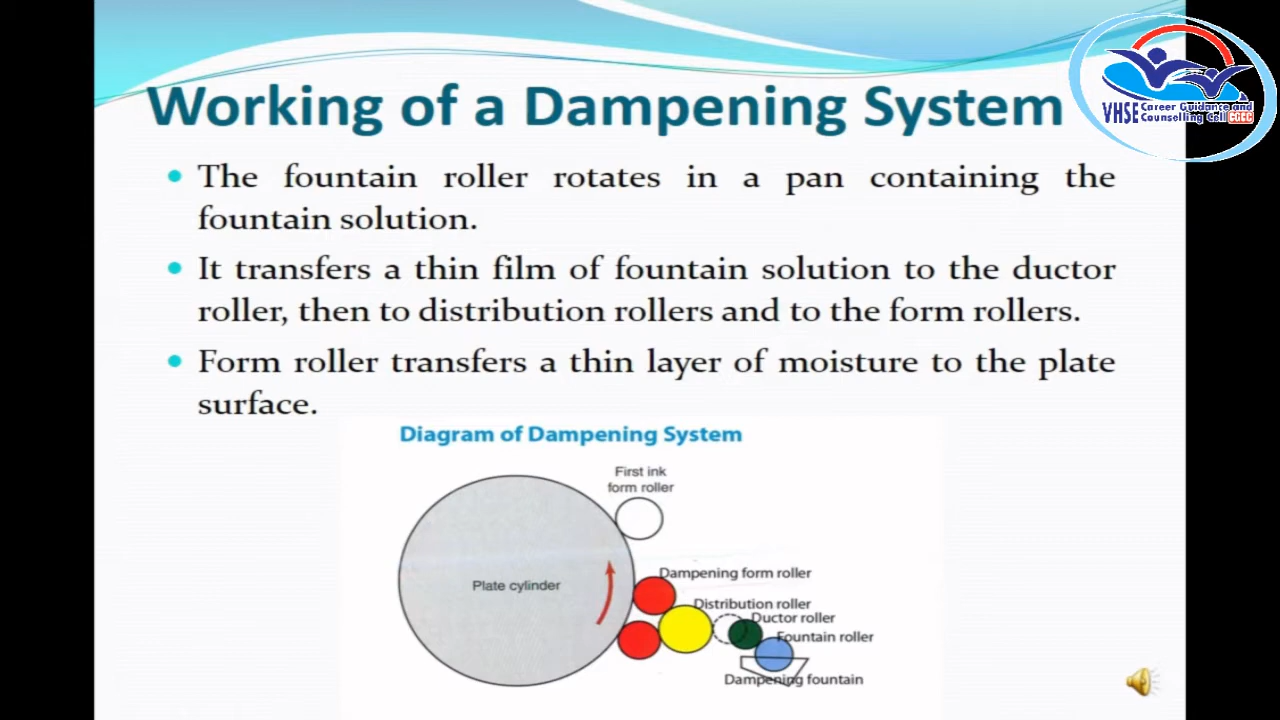 Working of a Dampening System
VHSE Career Guidance and
Counselling Cell CGCC
The fountain roller rotates in a pan containing the
fountain solution.
It transfers a thin film of fountain solution to the ductor
roller, then to distribution rollers and to the form rollers.
Form roller transfers a thin layer of moisture to the plate
surface.
Diagram of Dampening System
First ink
form roller
Plate cylinder
Dampening form roller
Distribution roller
Ductor roller
Fountain roller
Dampening fountain